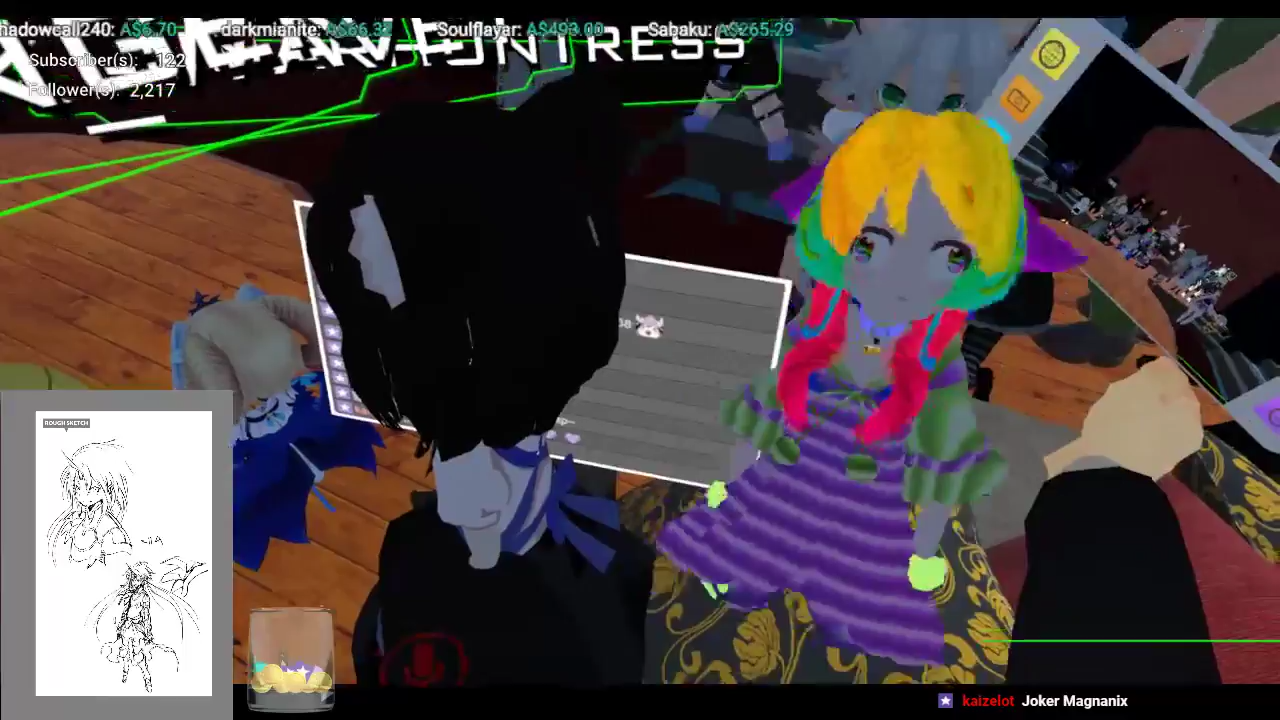 hadowcall240: A$6.70 darkmianite: A$66.32 Soulflayar: A$493.00 Sabaku: A$265.29
Subscriber(s): 122
Follower(s): 2,217
ROUGH SKETCH
kaizelot Joker Magnanix